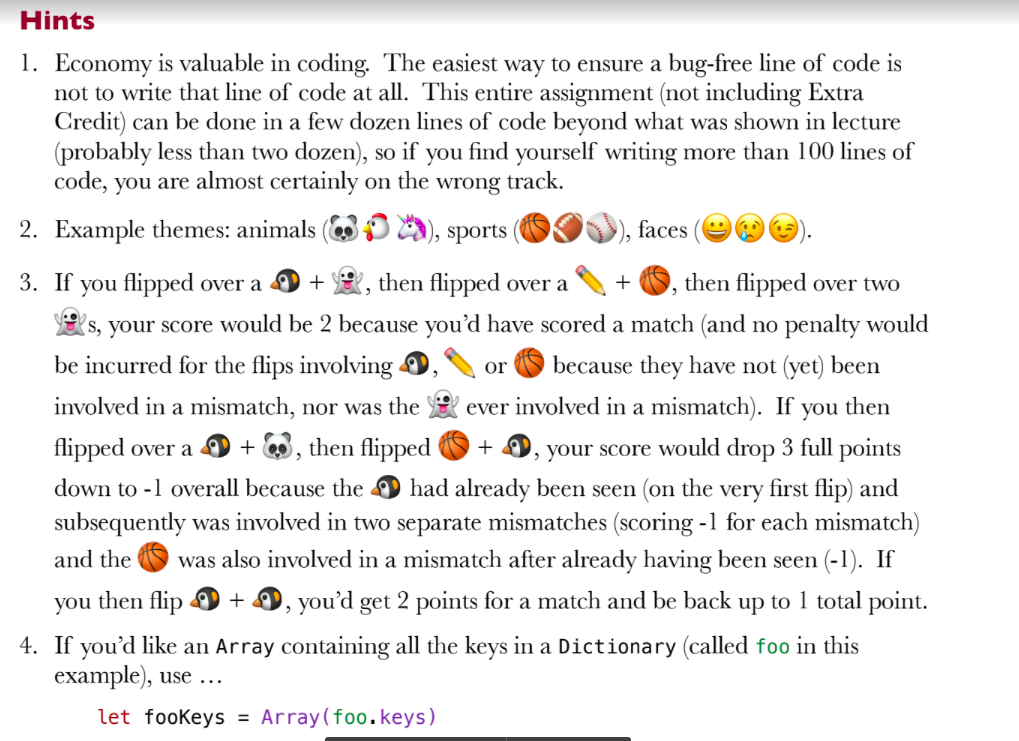 Hints
1. Economy is valuable in coding. The easiest way to ensure a bug-free line of code is
not to write that line of code at all. This entire assignment (not including Extra
Credit) can be done in a few dozen lines of code beyond what was shown in lecture
(probably less than two dozen), so if you find yourself writing more than 100 lines of
code, you are almost certainly on the wrong track.
2. Example themes: animals (🐼🐔🦄), sports (🏀🏈⚾), faces (😀😢😉).
3. If you flipped over a 🐧 + 👻, then flipped over a ✏️ + 🏀, then flipped over two
👻s, your score would be 2 because you’d have scored a match (and no penalty would
be incurred for the flips involving 🐧, ✏️ or 🏀 because they have not (yet) been
involved in a mismatch, nor was the 👻 ever involved in a mismatch). If you then
flipped over a 🐧 + 🐼, then flipped 🏀 + 🐧, your score would drop 3 full points
down to -1 overall because the 🐧 had already been seen (on the very first flip) and
subsequently was involved in two separate mismatches (scoring -1 for each mismatch)
and the 🏀 was also involved in a mismatch after already having been seen (-1). If
you then flip 🐧 + 🐧, you’d get 2 points for a match and be back up to 1 total point.
4. If you’d like an Array containing all the keys in a Dictionary (called foo in this
example), use …
let fooKeys = Array(foo.keys)